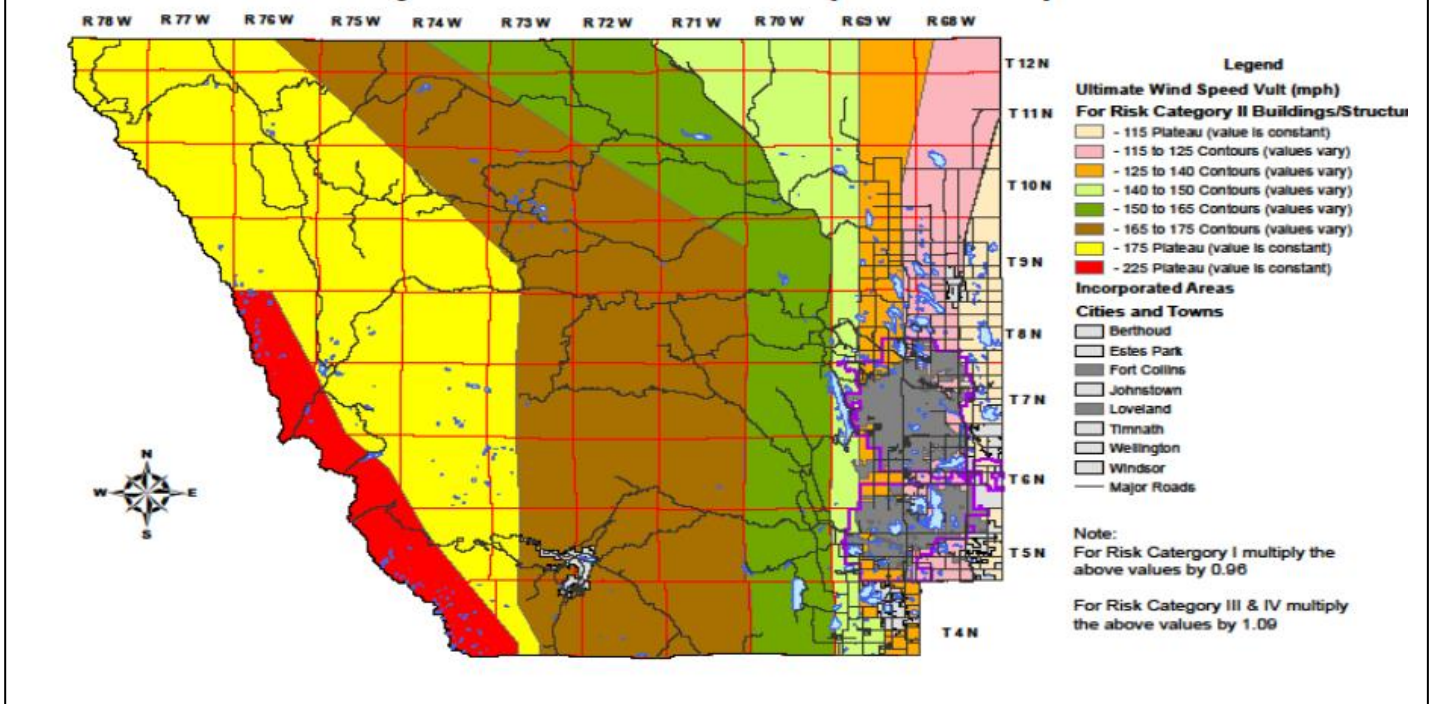 R 78 W R 77 W R 76 W R 75 W R 74 W R 73 W R 72 W R 71 W R 70 W R 69 W R 68 W
T 12 N
T 11 N
T 10 N
T 9 N
T 8 N
T 7 N
T 6 N
T 5 N
T 4 N
N
W E
S
Legend
Ultimate Wind Speed Vult (mph)
For Risk Category II Buildings/Structu
- 115 Plateau (value is constant)
- 115 to 125 Contours (values vary)
- 125 to 140 Contours (values vary)
- 140 to 150 Contours (values vary)
- 150 to 165 Contours (values vary)
- 165 to 175 Contours (values vary)
- 175 Plateau (value is constant)
- 225 Plateau (value is constant)
Incorporated Areas
Cities and Towns
Berthoud
Estes Park
Fort Collins
Johnstown
Loveland
Timnath
Wellington
Windsor
Major Roads
Note:
For Risk Catergory I multiply the
above values by 0.96
For Risk Category III & IV multiply
the above values by 1.09